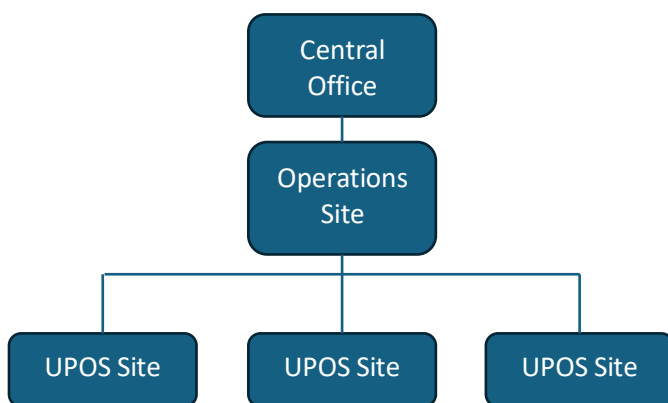 Central
Office
Operations
Site
UPOS Site
UPOS Site
UPOS Site